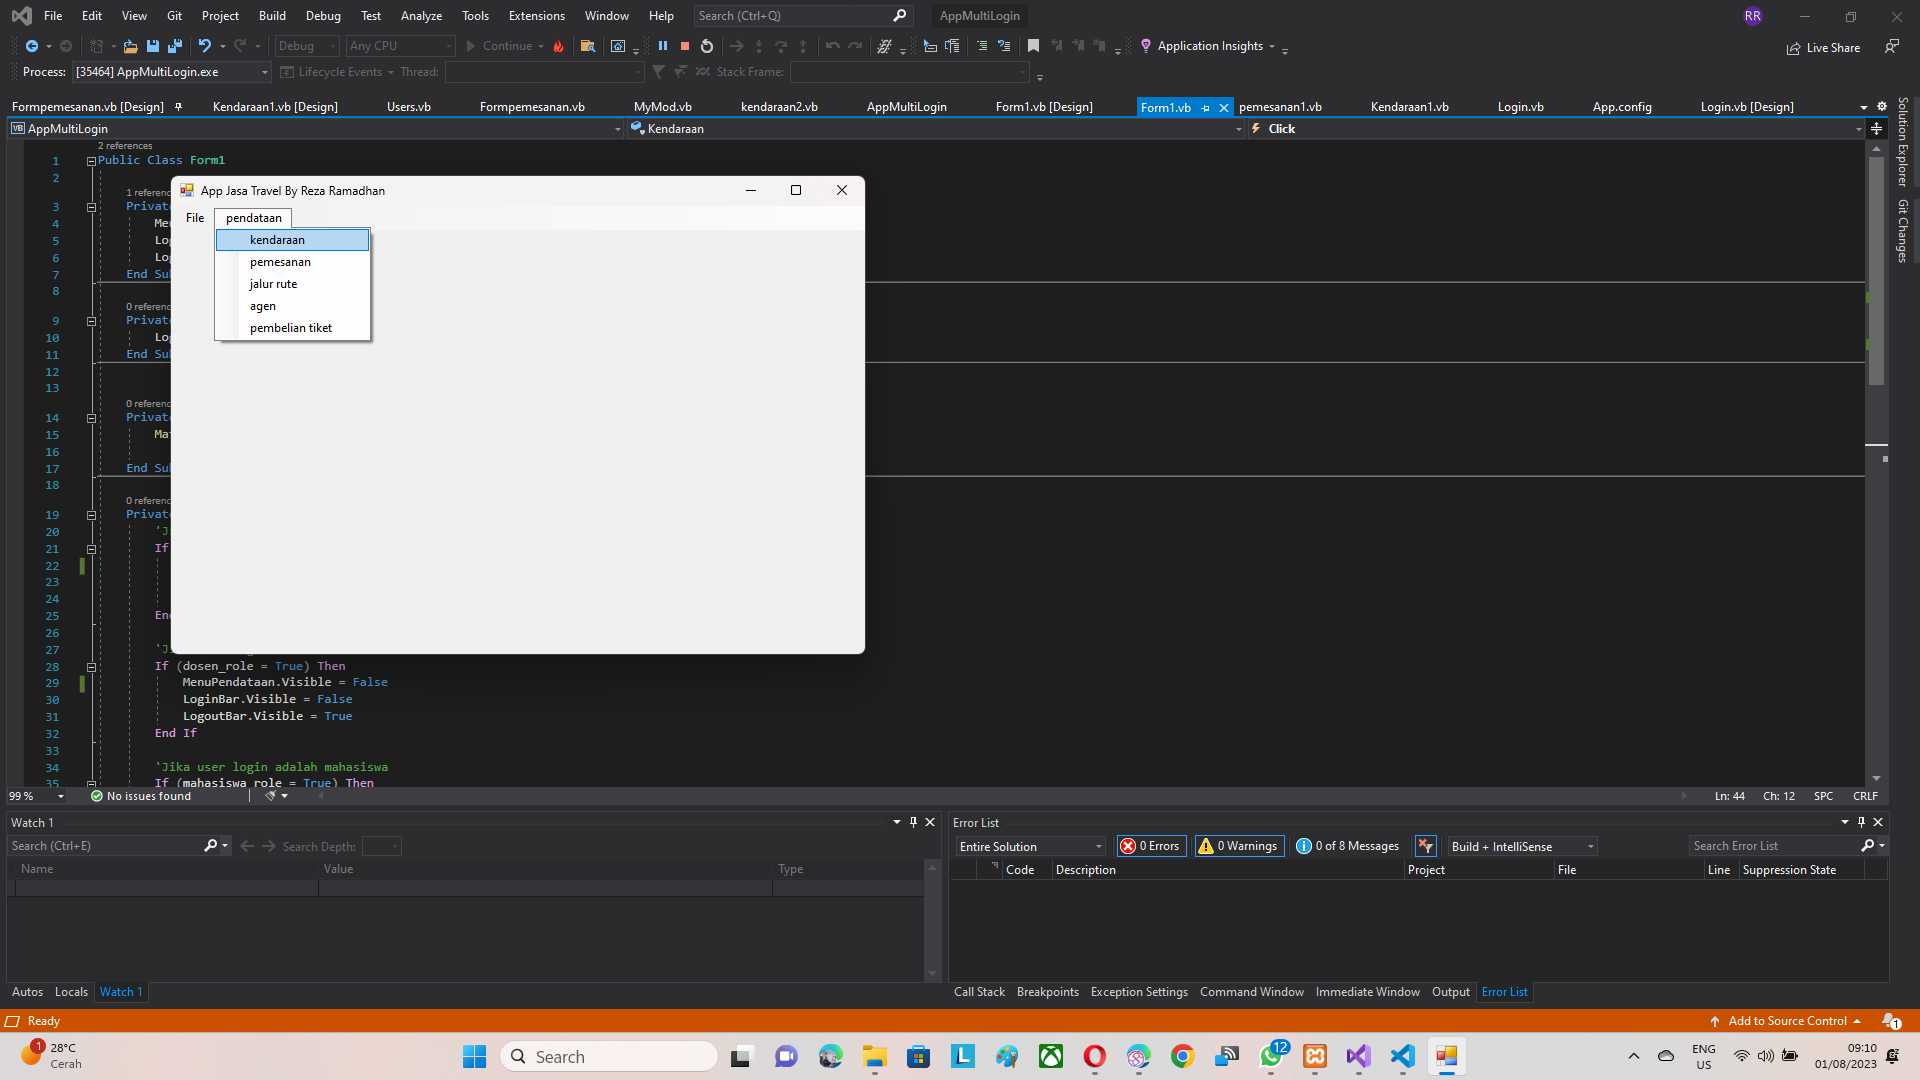 File Edit View Git Project Build Debug Test Analyze Tools Extensions Window Help Search (Ctrl+Q) AppMultiLogin RR
Debug Any CPU Continue Application Insights Live Share
Process: [35464] AppMultiLogin.exe Lifecycle Events Thread: Stack Frame:
Formpemesanan.vb [Design] Kendaraan1.vb [Design] Users.vb Formpemesanan.vb MyMod.vb kendaraan2.vb AppMultiLogin Form1.vb [Design] Form1.vb pemesanan1.vb Kendaraan1.vb Login.vb App.config Login.vb [Design]
VB AppMultiLogin Kendaraan Click
Solution Explorer
Git Changes
2 references
1 Public Class Form1
2
1 referenc
3 Privat
4 Me
5 Log
6 Log
7 End Sub
8
0 referenc
9 Privat
10 Log
11 End Sub
12
13
0 referenc
14 Privat
15 Ma
16
17 End Sub
18
0 referenc
19 Privat
20
21 If
22
23
24
25 End
26
27
28 If (dosen_role = True) Then
29 MenuPendataan.Visible = False
30 LoginBar.Visible = False
31 LogoutBar.Visible = True
32 End If
33
34 'Jika user login adalah mahasiswa
35 If (mahasiswa_role = True) Then
App Jasa Travel By Reza Ramadhan
File pendataan
kendaraan
pemesanan
jalur rute
agen
pembelian tiket
99 % No issues found Ln: 44 Ch: 12 SPC CRLF
Watch 1
Search (Ctrl+E) Search Depth:
Name Value Type
Autos Locals Watch 1
Error List
Entire Solution 0 Errors 0 Warnings 0 of 8 Messages Build + IntelliSense Search Error List
Code Description Project File Line Suppression State
Call Stack Breakpoints Exception Settings Command Window Immediate Window Output Error List
Ready Add to Source Control 1
1 28°C
Cerah
Search
12
ENG
US
09:10
01/08/2023